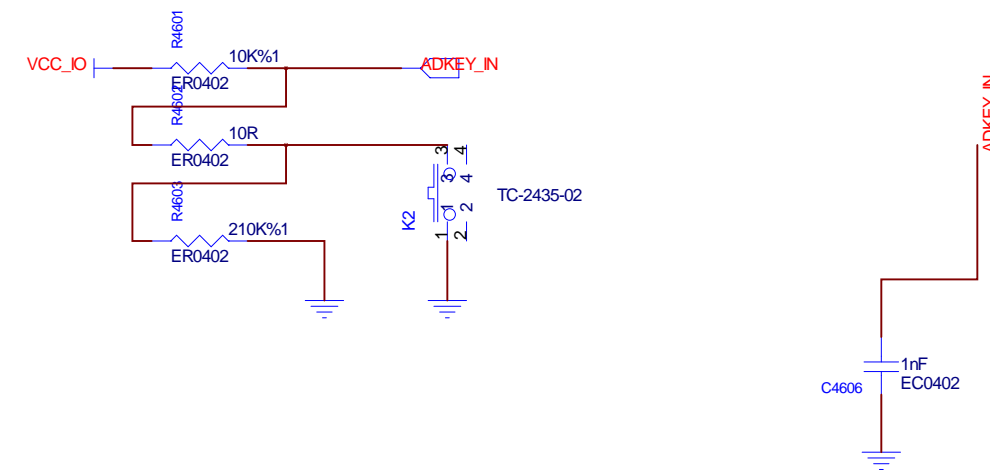 R4601
VCC_IO
10K%1
ADKEY_IN
ER0402
R4602
10R
ER0402
R4603
210K%1
ER0402
3 4
3 4
1 2
1 2
K2
TC-2435-02
ADKEY_IN
1nF
C4606
EC0402